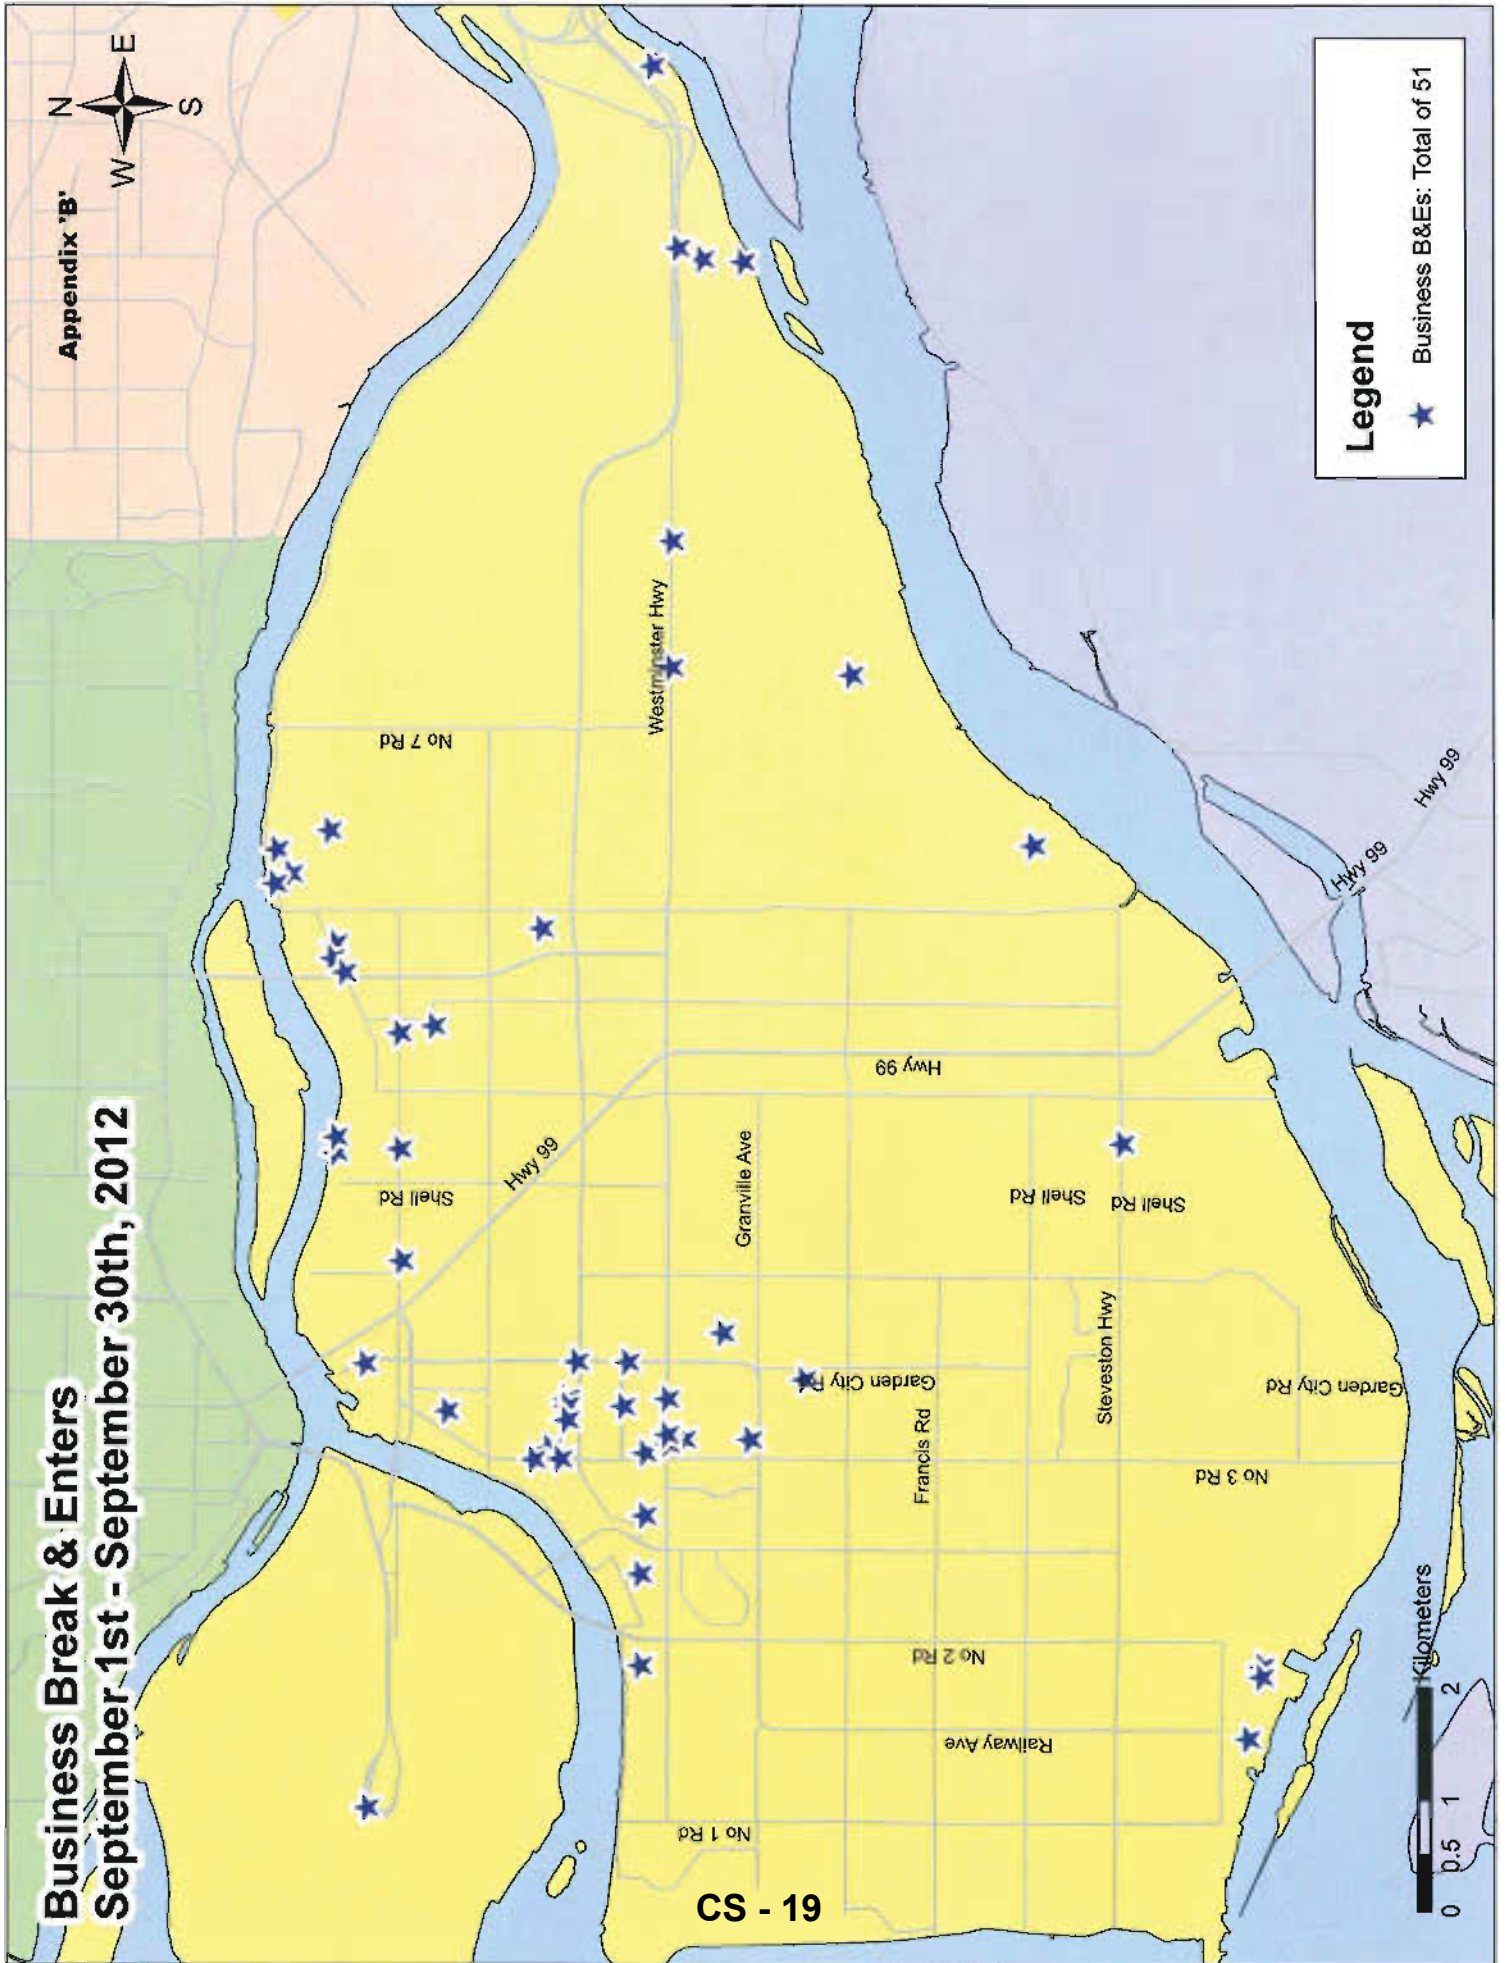 Business Break & Enters
September 1st - September 30th, 2012
Appendix 'B'
N
W
E
S
No 7 Rd
Westminster Hwy
Hwy 99
Hwy 99
Shell Rd
Hwy 99
Hwy 99
Granville Ave
Shell Rd
Shell Rd
Garden City Rd
Steveston Hwy
Garden City Rd
Francis Rd
No 3 Rd
No 2 Rd
Railway Ave
No 1 Rd
Kilometers
0 0.5 1 2
Legend
Business B&Es: Total of 51
CS - 19